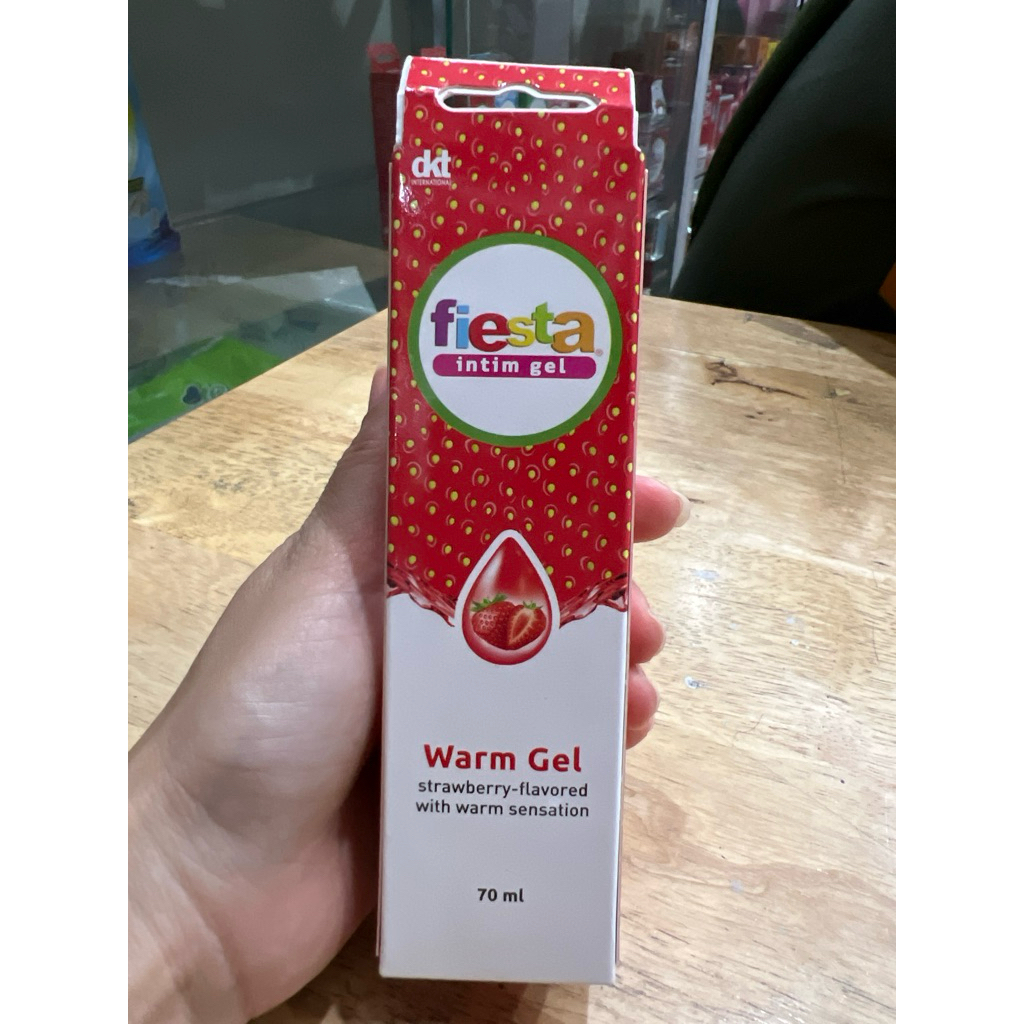 dkt
INTERNATIONAL
fiesta®
intim gel
Warm Gel
strawberry-flavored
with warm sensation
70 ml